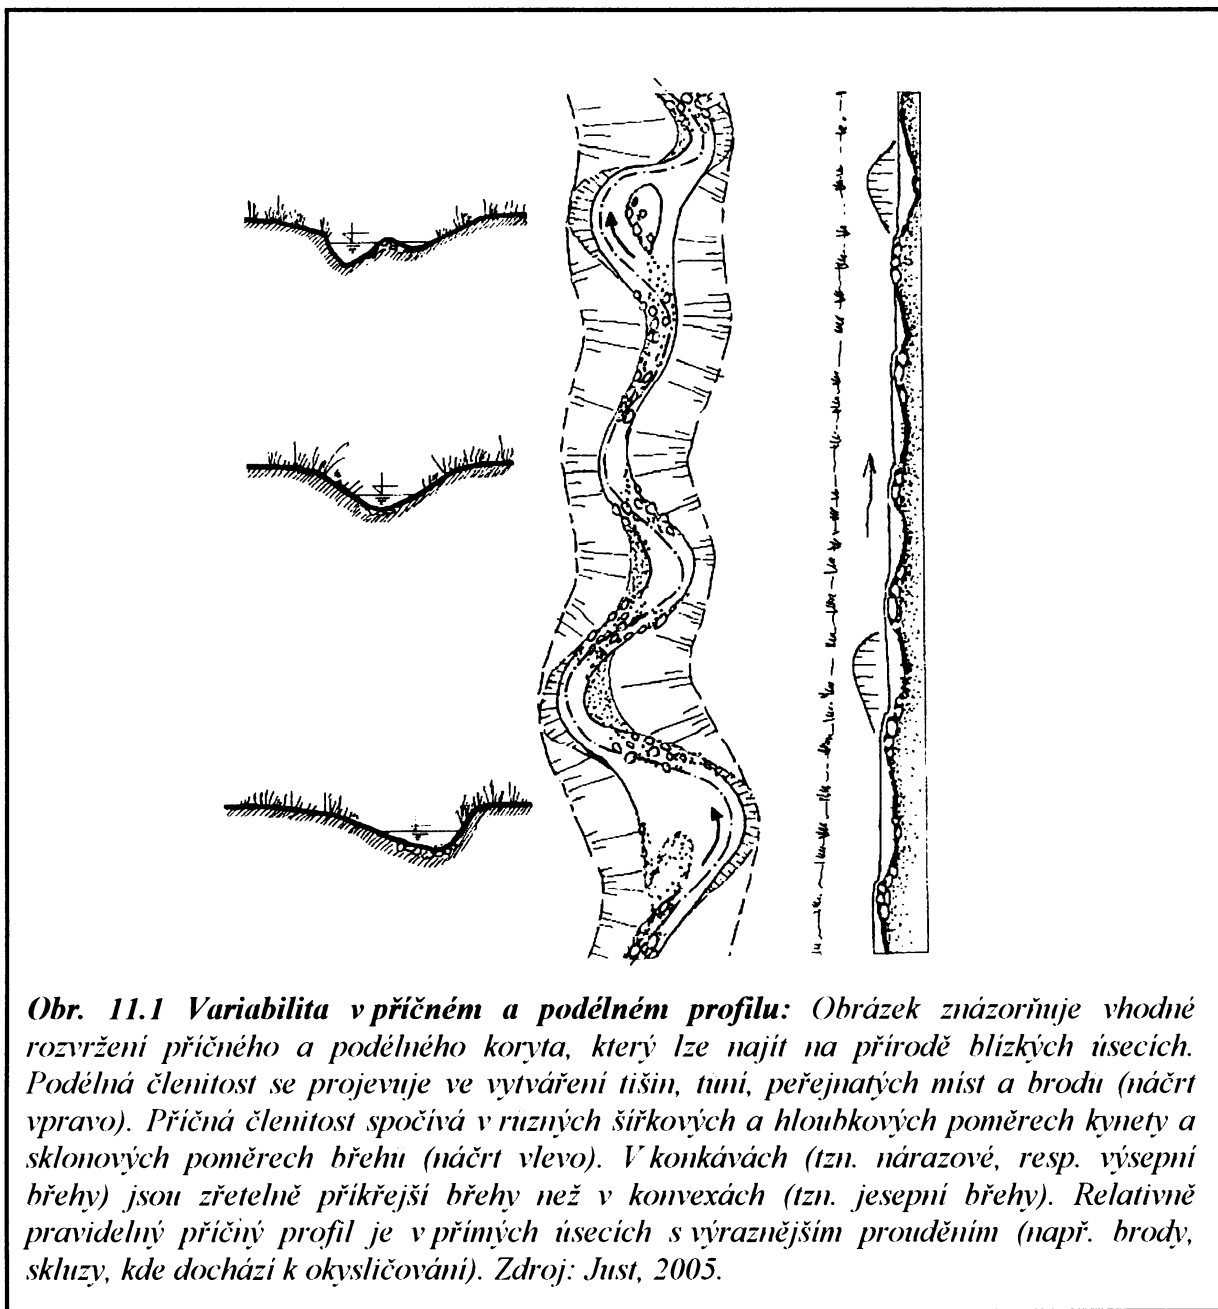 Obr. 11.1 Variabilita v příčném a podélném profilu: Obrázek znázorňuje vhodné
rozvržení příčného a podélného koryta, který lze najít na přírodě blízkých úsecích.
Podélná členitost se projevuje ve vytváření tišin, tuní, peřejnatých míst a brodu (náčrt
vpravo). Příčná členitost spočívá v ruzných šířkových a hloubkových poměrech kynety a
sklonových poměrech břehu (náčrt vlevo). V konkávách (tzn. nárazové, resp. výsepní
břehy) jsou zřetelně příkřejší břehy než v konvexách (tzn. jesepní břehy). Relativně
pravidelný příčný profil je v přímých úsecích s výraznějším prouděním (např. brody,
skluzy, kde dochází k okysličování). Zdroj: Just, 2005.